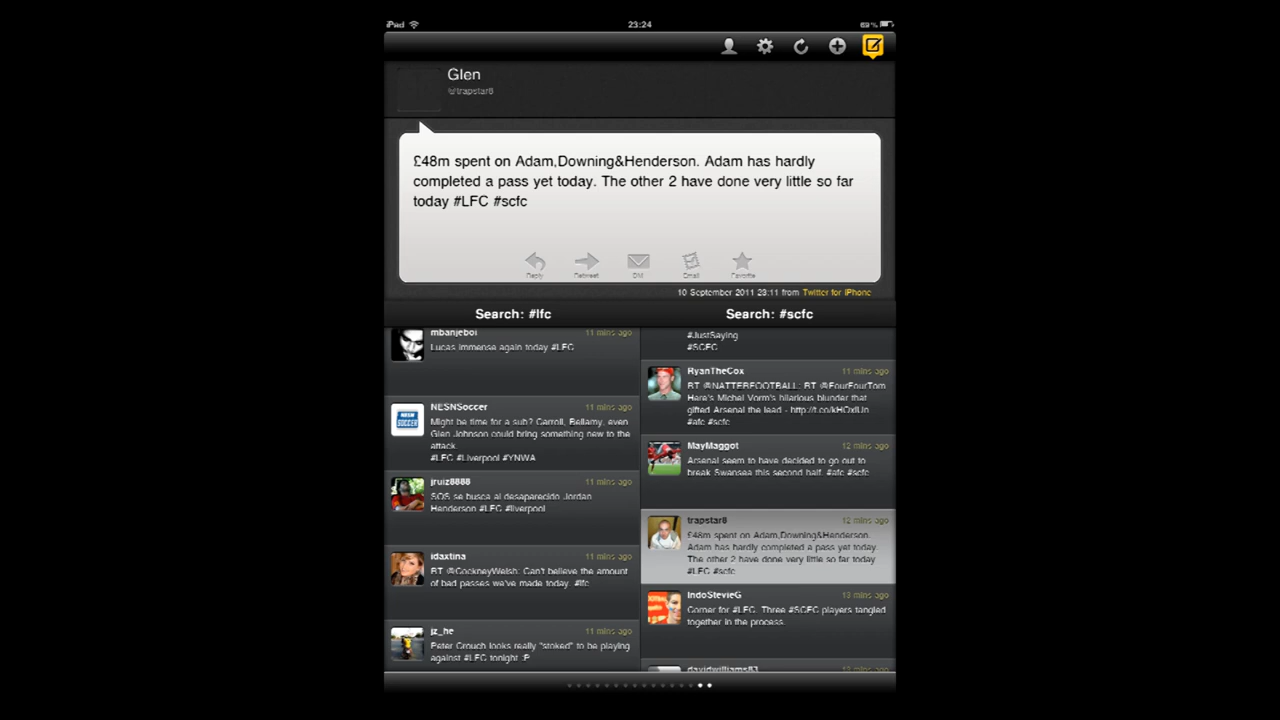 iPad 23:24 69 %
Glen
@trapstar8
£48m spent on Adam,Downing&Henderson. Adam has hardly
completed a pass yet today. The other 2 have done very little so far
today #LFC #scfc
Reply Retweet DM Email Favorite
10 September 2011 23:11 from Twitter for iPhone
Search: #lfc
mbanjeboi 11 mins ago
Lucas immense again today #LFC
NESNSoccer 11 mins ago
NESN
SOCCER
Might be time for a sub? Carroll, Bellamy, even
Glen Johnson could bring something new to the
attack.
#LFC #Liverpool #YNWA
jruiz8888 11 mins ago
SOS se busca al desaparecido Jordan
Henderson #LFC #liverpool
idaxtina 11 mins ago
RT @CockneyWelsh: Can't believe the amount
of bad passes we've made today. #lfc
jz_he 11 mins ago
Peter Crouch looks really "stoked" to be playing
against #LFC tonight :P
Search: #scfc
#JustSaying
#SCFC
RyanTheCox 11 mins ago
RT @NATTERFOOTBALL: RT @FourFourTom
Here's Michel Vorm's hilarious blunder that
gifted Arsenal the lead - http://t.co/kHOxlUn
#afc #scfc
MayMaggot 12 mins ago
Arsenal seem to have decided to go out to
break Swansea this second half. #afc #scfc
trapstar8 12 mins ago
£48m spent on Adam,Downing&Henderson.
Adam has hardly completed a pass yet today.
The other 2 have done very little so far today
#LFC #scfc
IndoStevieG 13 mins ago
Corner for #LFC. Three #SCFC players tangled
together in the process.
davidwilliams83 13 mins ago